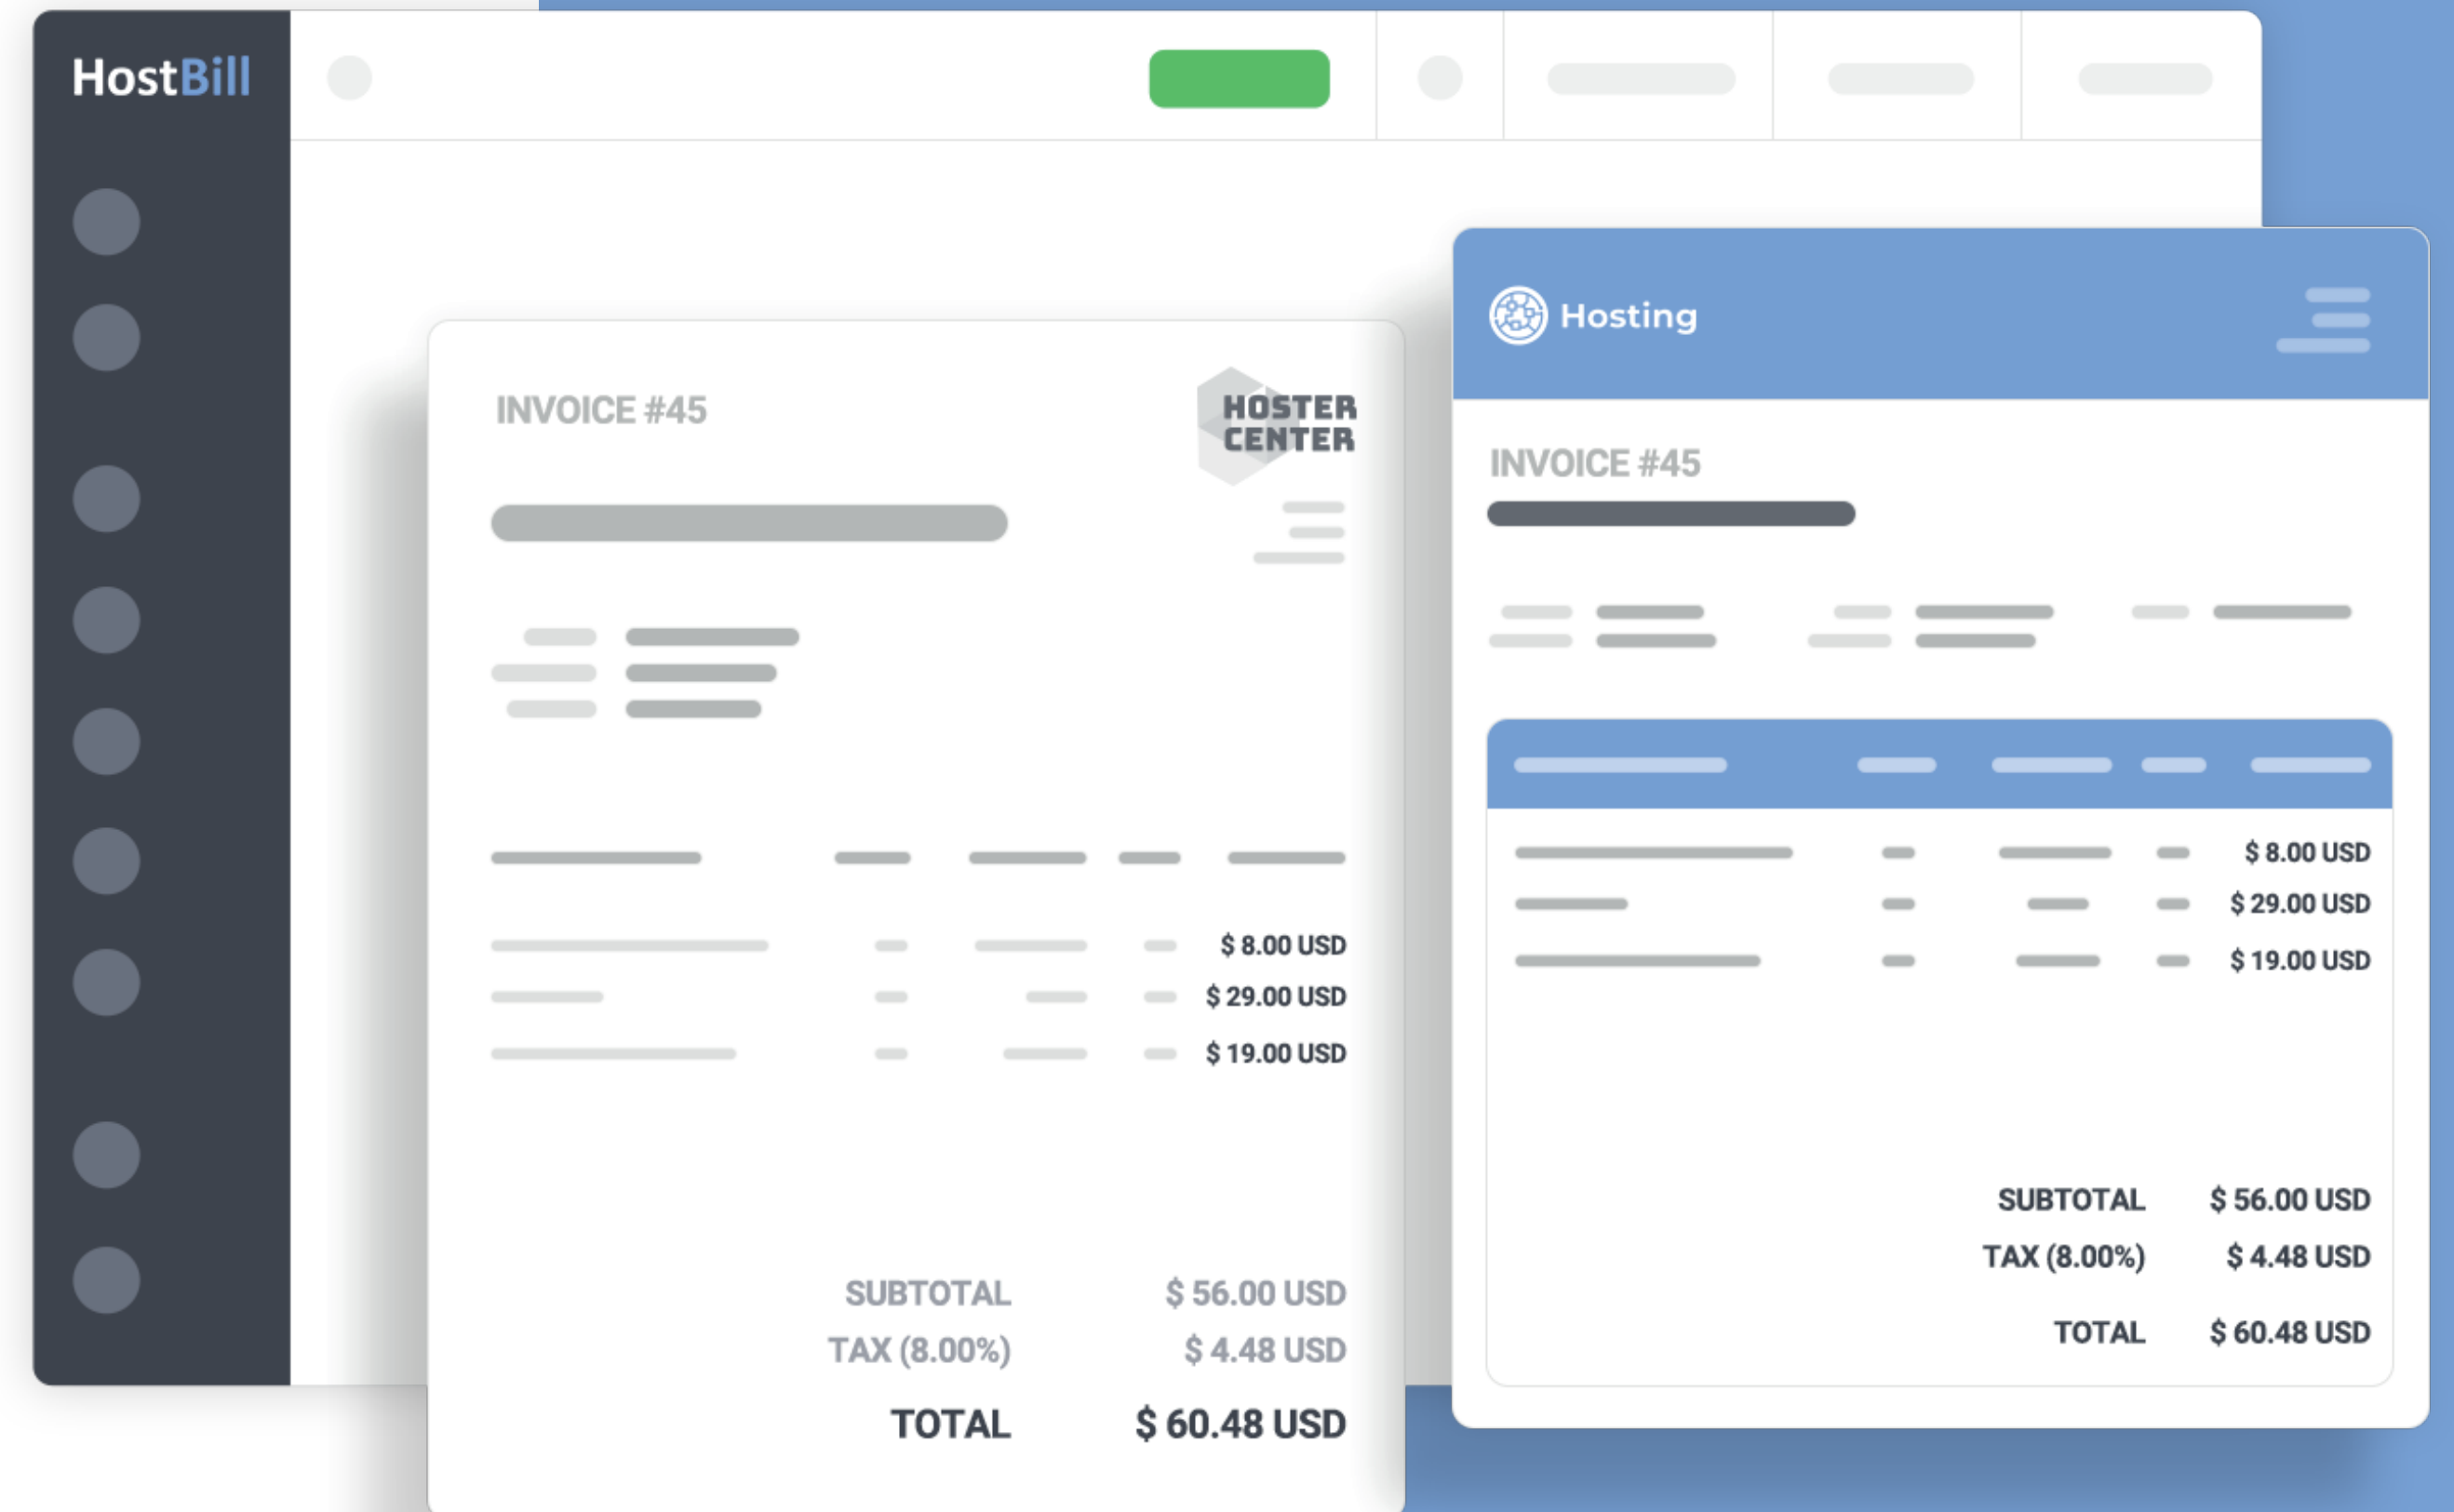 HostBill
INVOICE #45
HOSTER
CENTER
$ 8.00 USD
$ 29.00 USD
$ 19.00 USD
SUBTOTAL $ 56.00 USD
TAX (8.00%) $ 4.48 USD
TOTAL $ 60.48 USD
Hosting
INVOICE #45
$ 8.00 USD
$ 29.00 USD
$ 19.00 USD
SUBTOTAL $ 56.00 USD
TAX (8.00%) $ 4.48 USD
TOTAL $ 60.48 USD